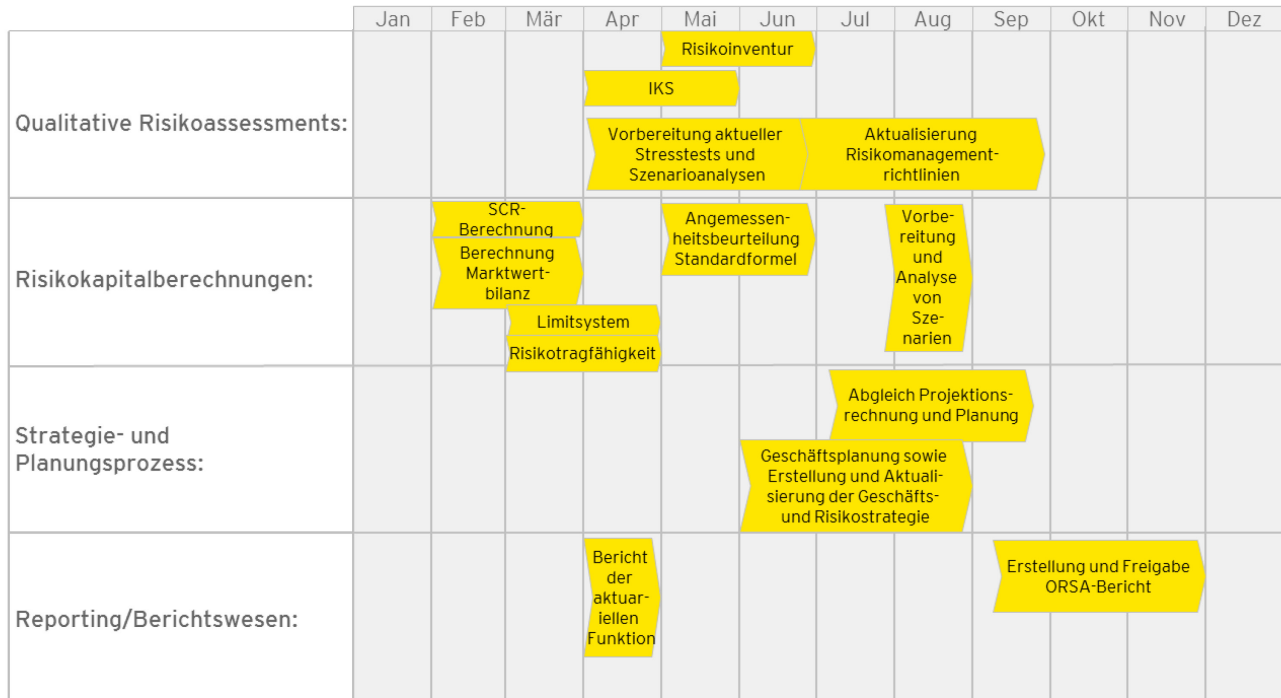 Jan Feb Mär Apr Mai Jun Jul Aug Sep Okt Nov Dez
Qualitative Risikoassessments:
Risikoinventur
IKS
Vorbereitung aktueller
Stresstests und
Szenarioanalysen
Aktualisierung
Risikomanagement-
richtlinien
Risikokapitalberechnungen:
SCR-
Berechnung
Berechnung
Marktwert-
bilanz
Limitsystem
Risikotragfähigkeit
Angemessen-
heitsbeurteilung
Standardformel
Vorbe-
reitung
und
Analyse
von
Sze-
narien
Strategie- und
Planungsprozess:
Abgleich Projektions-
rechnung und Planung
Geschäftsplanung sowie
Erstellung und Aktuali-
sierung der Geschäfts-
und Risikostrategie
Reporting/Berichtswesen:
Bericht
der
aktuar-
iellen
Funktion
Erstellung und Freigabe
ORSA-Bericht